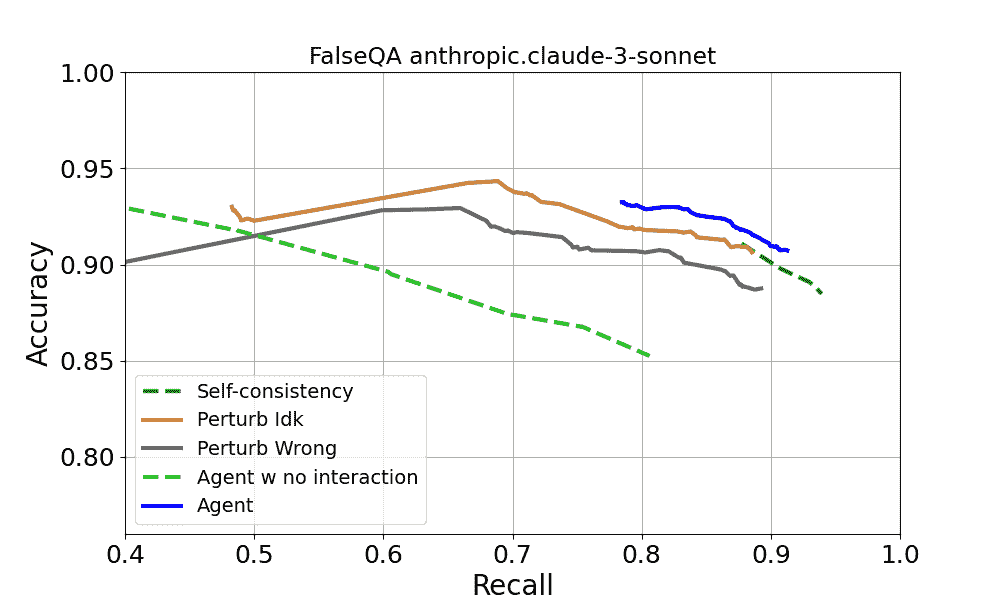 FalseQA anthropic.claude-3-sonnet
1.00
0.95
0.90
0.85
0.80
Accuracy
Self-consistency
Perturb Idk
Perturb Wrong
Agent w no interaction
Agent
0.4 0.5 0.6 0.7 0.8 0.9 1.0
Recall